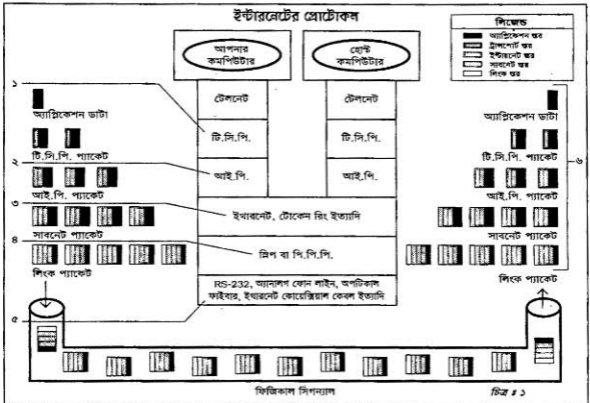 ইন্টারনেটের প্রোটোকল
লিজেন্ড
অ্যাপ্লিকেশন স্তর
ট্রান্সপোর্ট স্তর
ইন্টারনেট স্তর
সাবনেট স্তর
লিংক স্তর
আপনার
কমপিউটার
হোস্ট
কমপিউটার
১
টেলনেট
টেলনেট
অ্যাপ্লিকেশন ডাটা
অ্যাপ্লিকেশন ডাটা
টি.সি.পি.
টি.সি.পি.
টি.সি.পি. প্যাকেট
টি.সি.পি. প্যাকেট
২
৬
আই.পি.
আই.পি.
আই.পি. প্যাকেট
আই.পি. প্যাকেট
৩
ইথারনেট, টোকেন রিং ইত্যাদি
সাবনেট প্যাকেট
সাবনেট প্যাকেট
৪
স্লিপ বা পি.পি.পি.
লিংক প্যাকেট
লিংক প্যাকেট
RS-232, অ্যানালগ ফোন লাইন, অপটিকাল
ফাইবার, ইথারনেট কোয়েক্সিয়াল কেবল ইত্যাদি
৫
ফিজিকাল সিগন্যাল
চিত্র ঃ ১